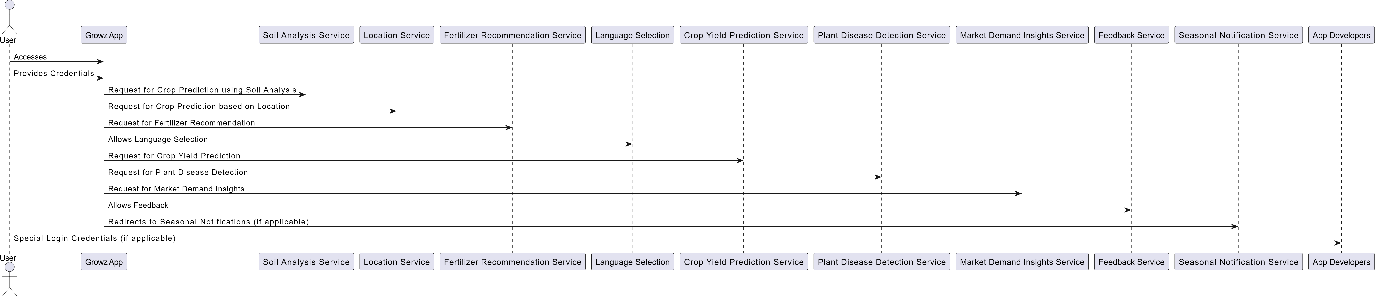 User
Growz App
Soil Analysis Service
Location Service
Fertilizer Recommendation Service
Language Selection
Crop Yield Prediction Service
Plant Disease Detection Service
Market Demand Insights Service
Feedback Service
Seasonal Notification Service
App Developers
Accesses
Provides Credentials
Request for Crop Prediction using Soil Analysis
Request for Crop Prediction based on Location
Request for Fertilizer Recommendation
Allows Language Selection
Request for Crop Yield Prediction
Request for Plant Disease Detection
Request for Market Demand Insights
Allows Feedback
Redirects to Seasonal Notifications (if applicable)
Special Login Credentials (if applicable)
User
Growz App
Soil Analysis Service
Location Service
Fertilizer Recommendation Service
Language Selection
Crop Yield Prediction Service
Plant Disease Detection Service
Market Demand Insights Service
Feedback Service
Seasonal Notification Service
App Developers